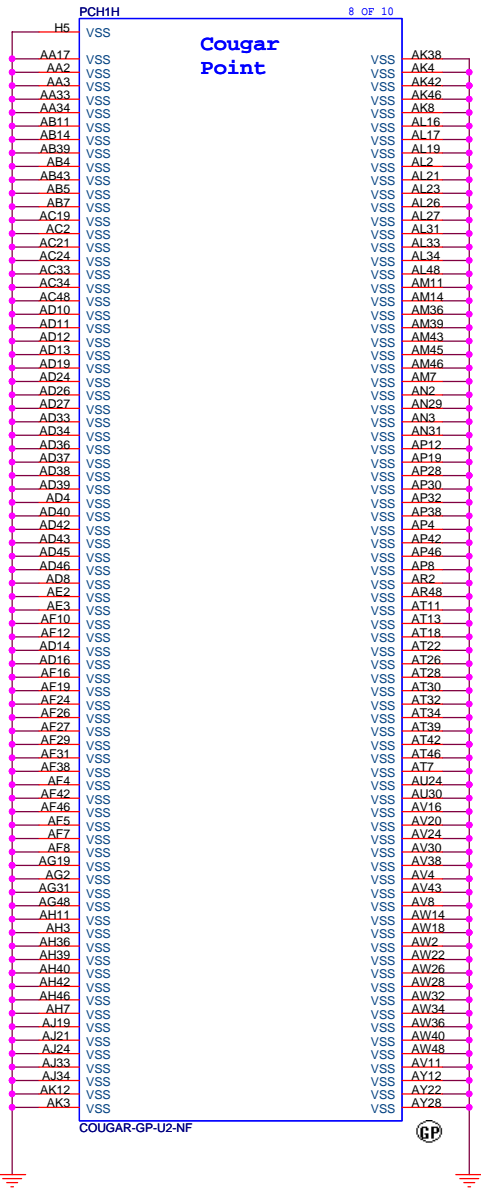 PCH1H 8 OF 10
H5 VSS
Cougar
Point
AA17 VSS VSS AK38
AA2 VSS VSS AK4
AA3 VSS VSS AK42
AA33 VSS VSS AK46
AA34 VSS VSS AK8
AB11 VSS VSS AL16
AB14 VSS VSS AL17
AB39 VSS VSS AL19
AB4 VSS VSS AL2
AB43 VSS VSS AL21
AB5 VSS VSS AL23
AB7 VSS VSS AL26
AC19 VSS VSS AL27
AC2 VSS VSS AL31
AC21 VSS VSS AL33
AC24 VSS VSS AL34
AC33 VSS VSS AL48
AC34 VSS VSS AM11
AC48 VSS VSS AM14
AD10 VSS VSS AM36
AD11 VSS VSS AM39
AD12 VSS VSS AM43
AD13 VSS VSS AM45
AD19 VSS VSS AM46
AD24 VSS VSS AM7
AD26 VSS VSS AN2
AD27 VSS VSS AN29
AD33 VSS VSS AN3
AD34 VSS VSS AN31
AD36 VSS VSS AP12
AD37 VSS VSS AP19
AD38 VSS VSS AP28
AD39 VSS VSS AP30
AD4 VSS VSS AP32
AD40 VSS VSS AP38
AD42 VSS VSS AP4
AD43 VSS VSS AP42
AD45 VSS VSS AP46
AD46 VSS VSS AP8
AD8 VSS VSS AR2
AE2 VSS VSS AR48
AE3 VSS VSS AT11
AF10 VSS VSS AT13
AF12 VSS VSS AT18
AD14 VSS VSS AT22
AD16 VSS VSS AT26
AF16 VSS VSS AT28
AF19 VSS VSS AT30
AF24 VSS VSS AT32
AF26 VSS VSS AT34
AF27 VSS VSS AT39
AF29 VSS VSS AT42
AF31 VSS VSS AT46
AF38 VSS VSS AT7
AF4 VSS VSS AU24
AF42 VSS VSS AU30
AF46 VSS VSS AV16
AF5 VSS VSS AV20
AF7 VSS VSS AV24
AF8 VSS VSS AV30
AG19 VSS VSS AV38
AG2 VSS VSS AV4
AG31 VSS VSS AV43
AG48 VSS VSS AV8
AH11 VSS VSS AW14
AH3 VSS VSS AW18
AH36 VSS VSS AW2
AH39 VSS VSS AW22
AH40 VSS VSS AW26
AH42 VSS VSS AW28
AH46 VSS VSS AW32
AH7 VSS VSS AW34
AJ19 VSS VSS AW36
AJ21 VSS VSS AW40
AJ24 VSS VSS AW48
AJ33 VSS VSS AV11
AJ34 VSS VSS AY12
AK12 VSS VSS AY22
AK3 VSS VSS AY28
COUGAR-GP-U2-NF GP